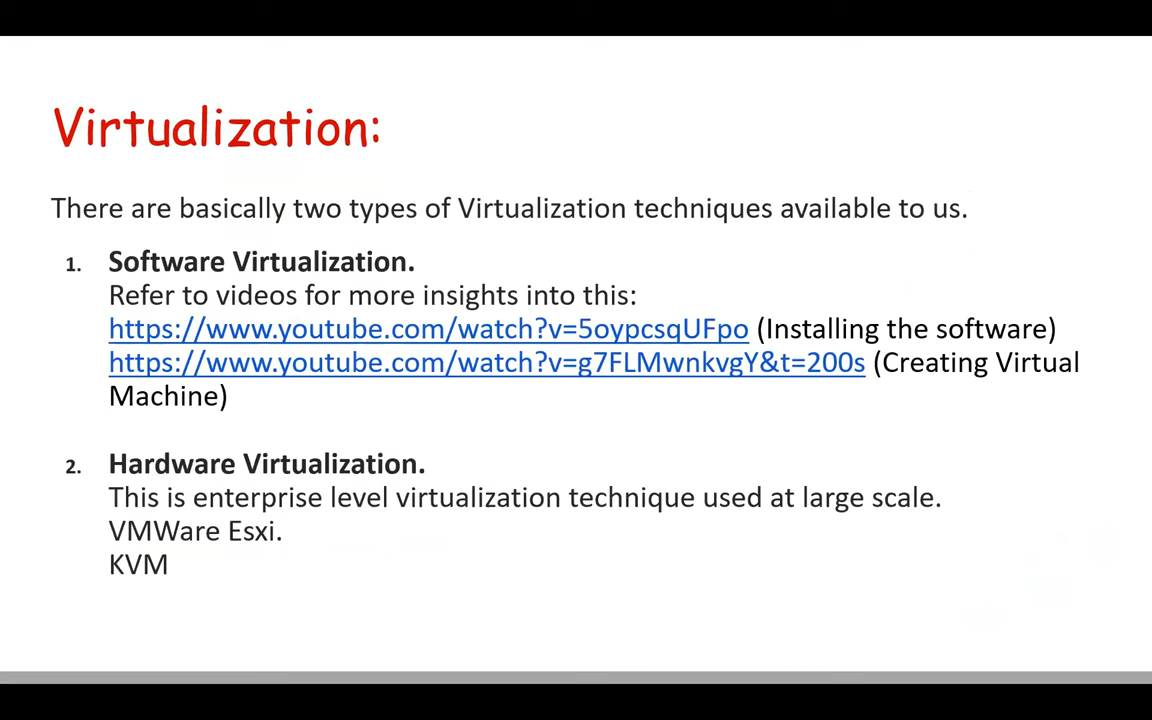 Virtualization:
There are basically two types of Virtualization techniques available to us.
1. Software Virtualization.
Refer to videos for more insights into this:
https://www.youtube.com/watch?v=5oypcsqUFpo (Installing the software)
https://www.youtube.com/watch?v=g7FLMwnkvgY&t=200s (Creating Virtual
Machine)
2. Hardware Virtualization.
This is enterprise level virtualization technique used at large scale.
VMWare Esxi.
KVM